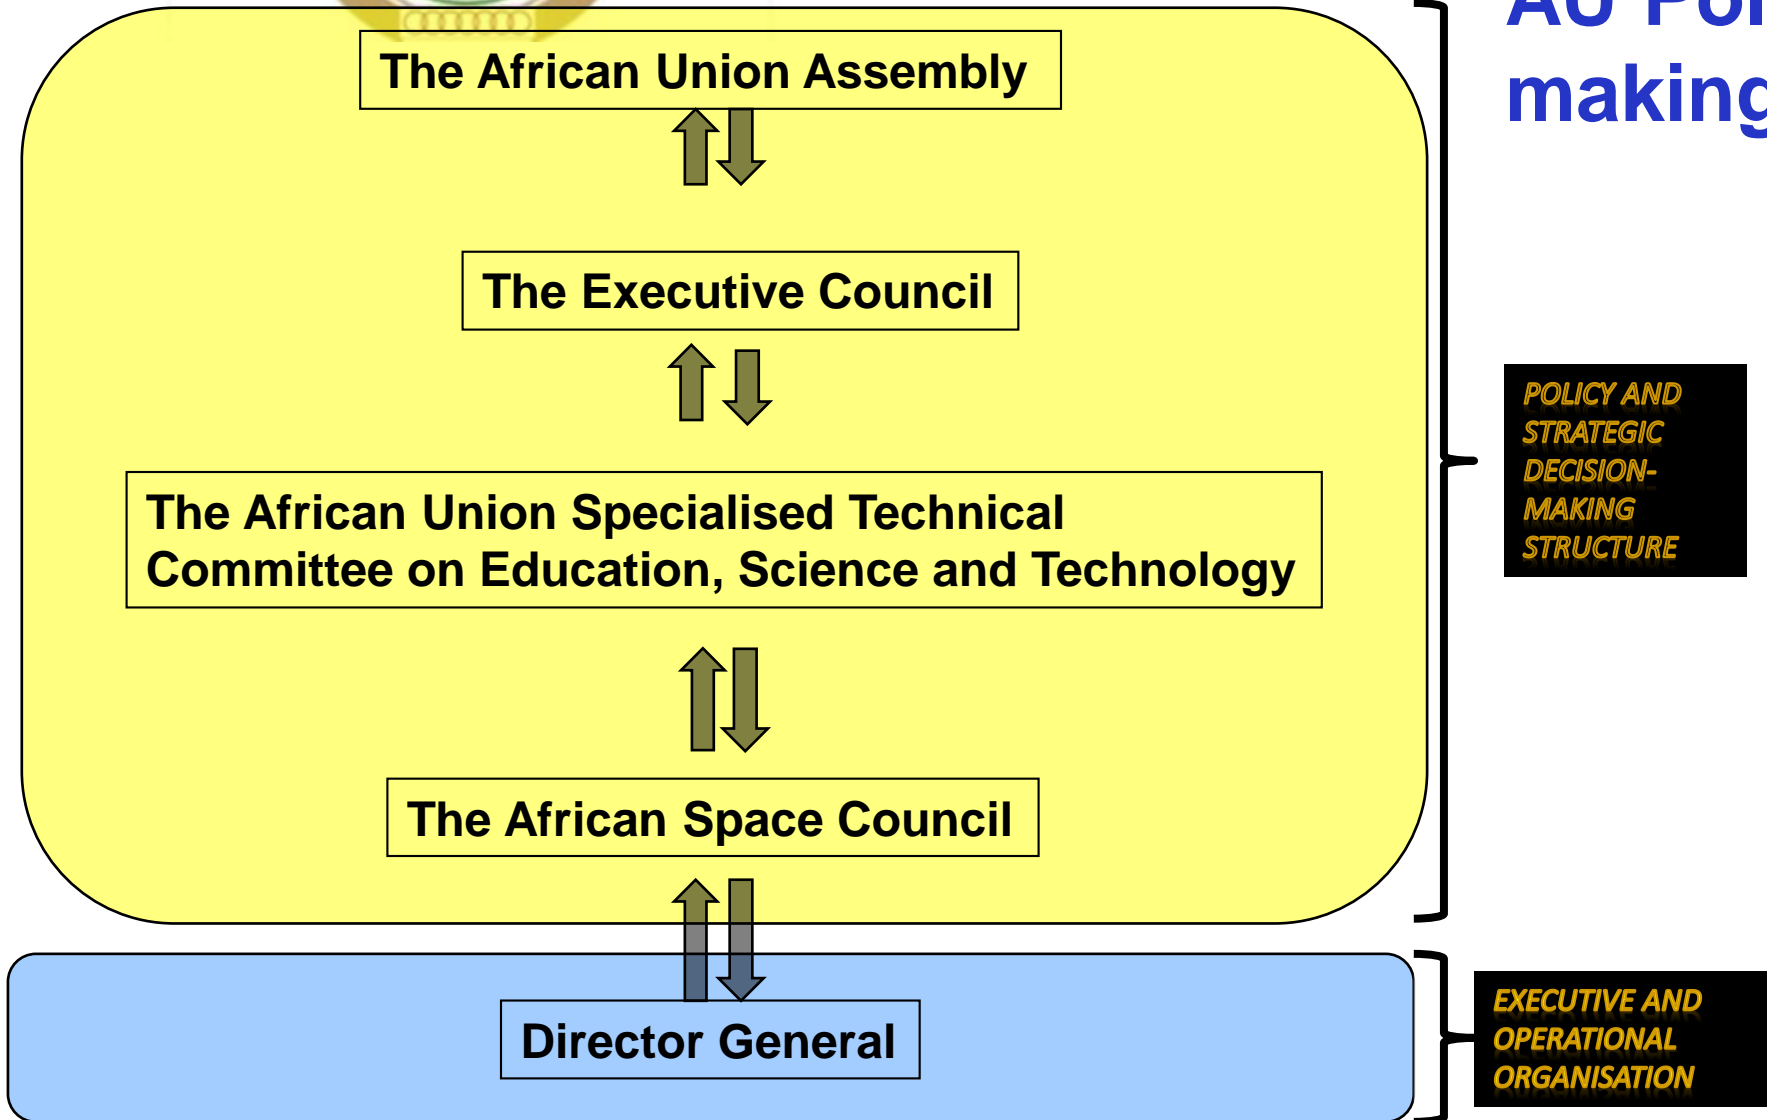 The African Union Assembly
making
The Executive Council
POLICY AND
STRATEGIC
DECISION-
MAKING
STRUCTURE
The African Union Specialised Technical
Committee on Education, Science and Technology
The African Space Council
Director General
EXECUTIVE AND
OPERATIONAL
ORGANISATION